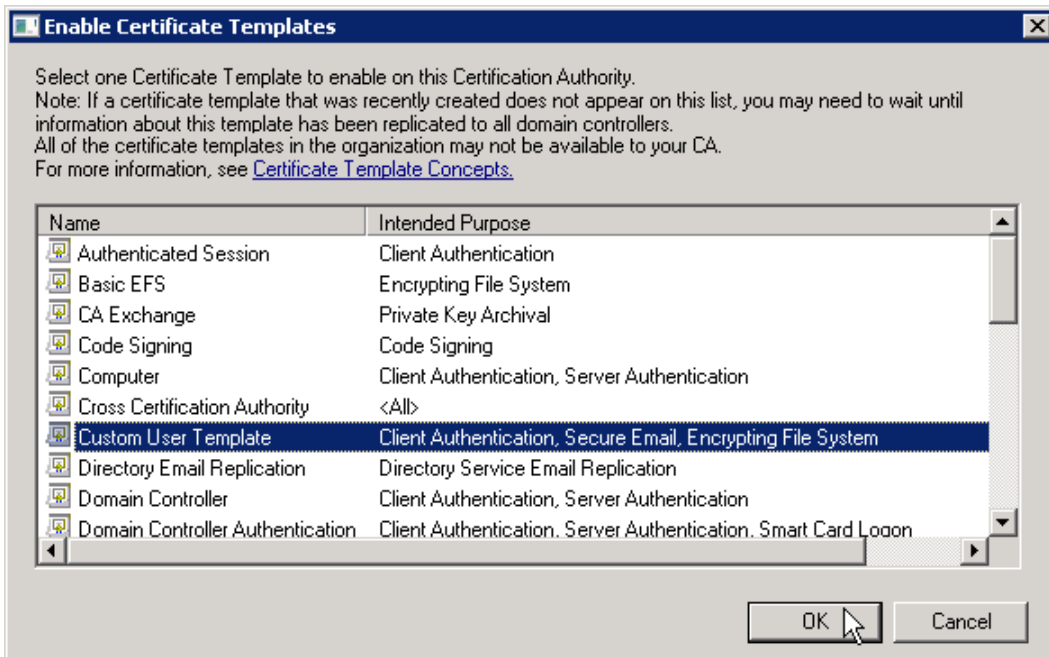 Enable Certificate Templates
Select one Certificate Template to enable on this Certification Authority.
Note: If a certificate template that was recently created does not appear on this list, you may need to wait until
information about this template has been replicated to all domain controllers.
All of the certificate templates in the organization may not be available to your CA.
For more information, see Certificate Template Concepts.
Name Intended Purpose
Authenticated Session Client Authentication
Basic EFS Encrypting File System
CA Exchange Private Key Archival
Code Signing Code Signing
Computer Client Authentication, Server Authentication
Cross Certification Authority <All>
Custom User Template Client Authentication, Secure Email, Encrypting File System
Directory Email Replication Directory Service Email Replication
Domain Controller Client Authentication, Server Authentication
Domain Controller Authentication Client Authentication, Server Authentication, Smart Card Logon
OK Cancel